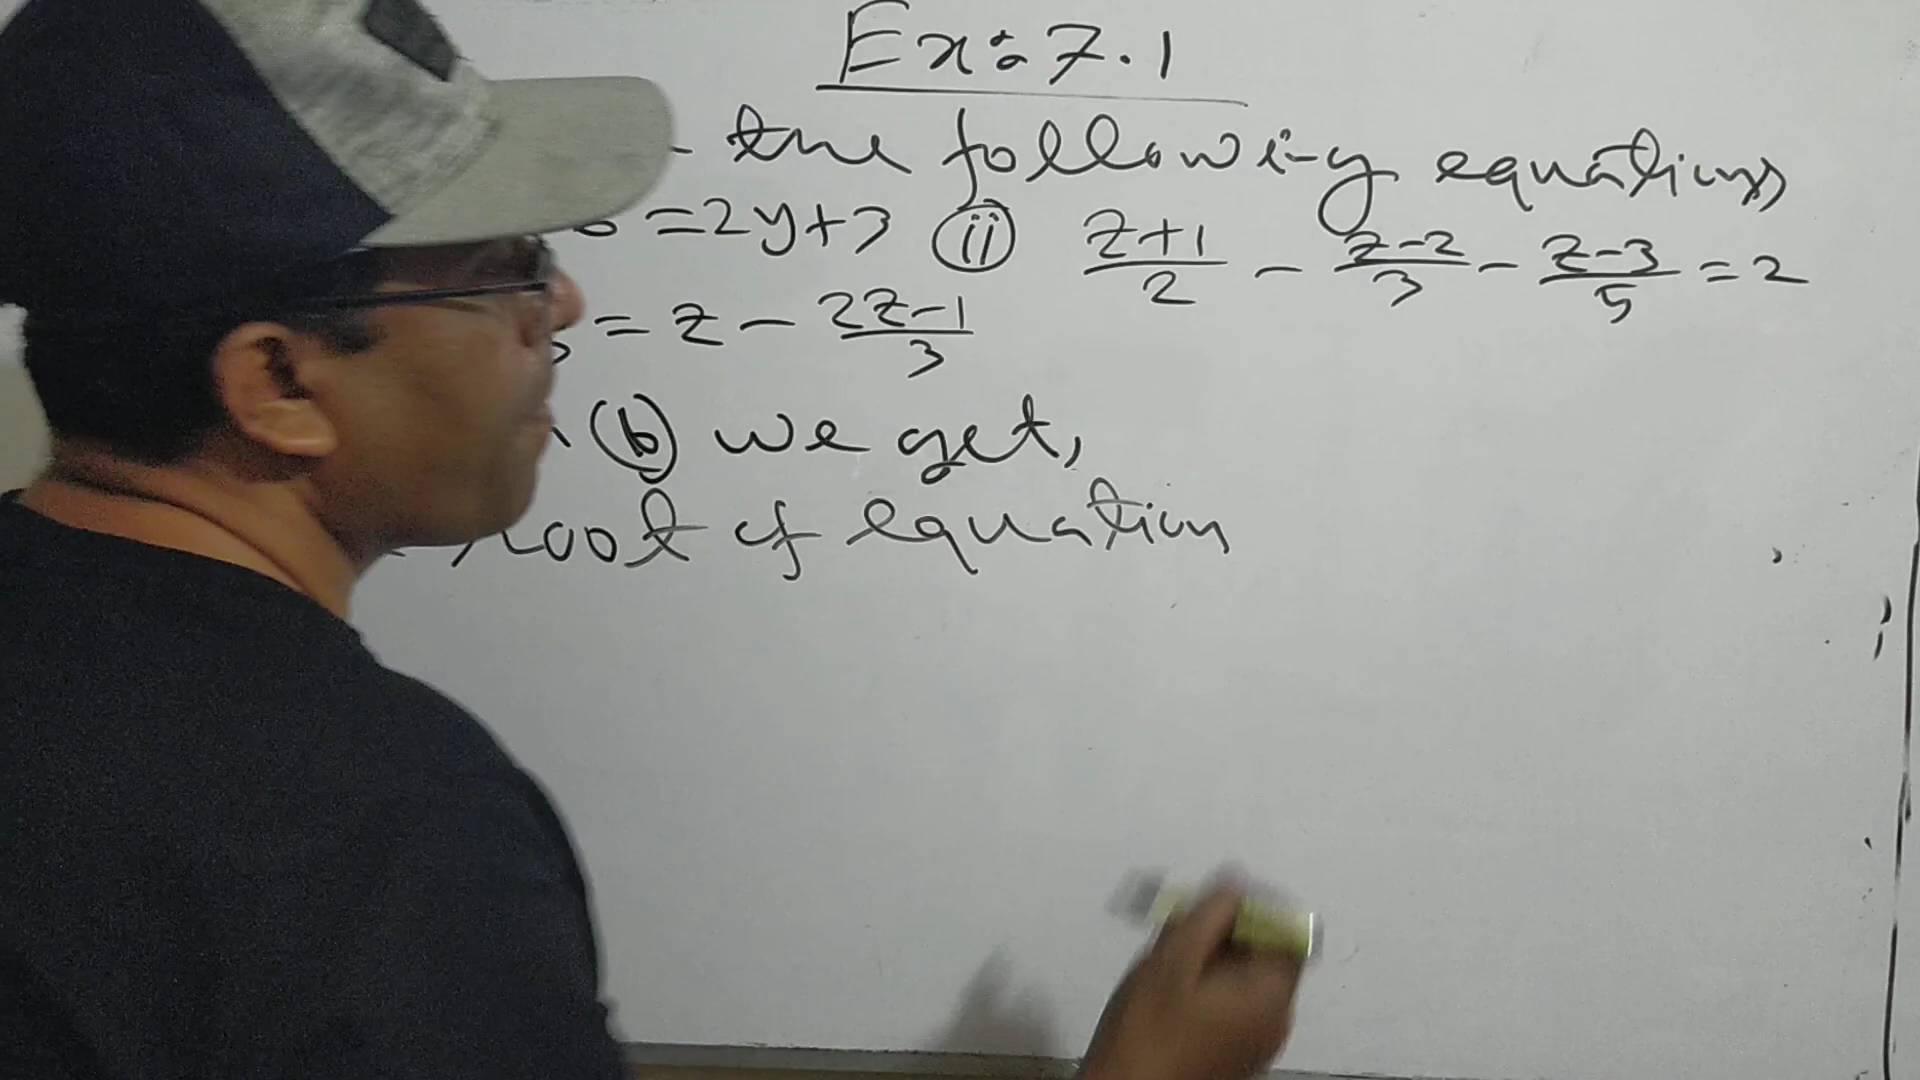 Ex: 7.1
the following equations
= 2y + 3 (ii) z+1/2 - z-2/3 - z-3/5 = 2
= z - 2z-1/3
(b) we get,
root of equation